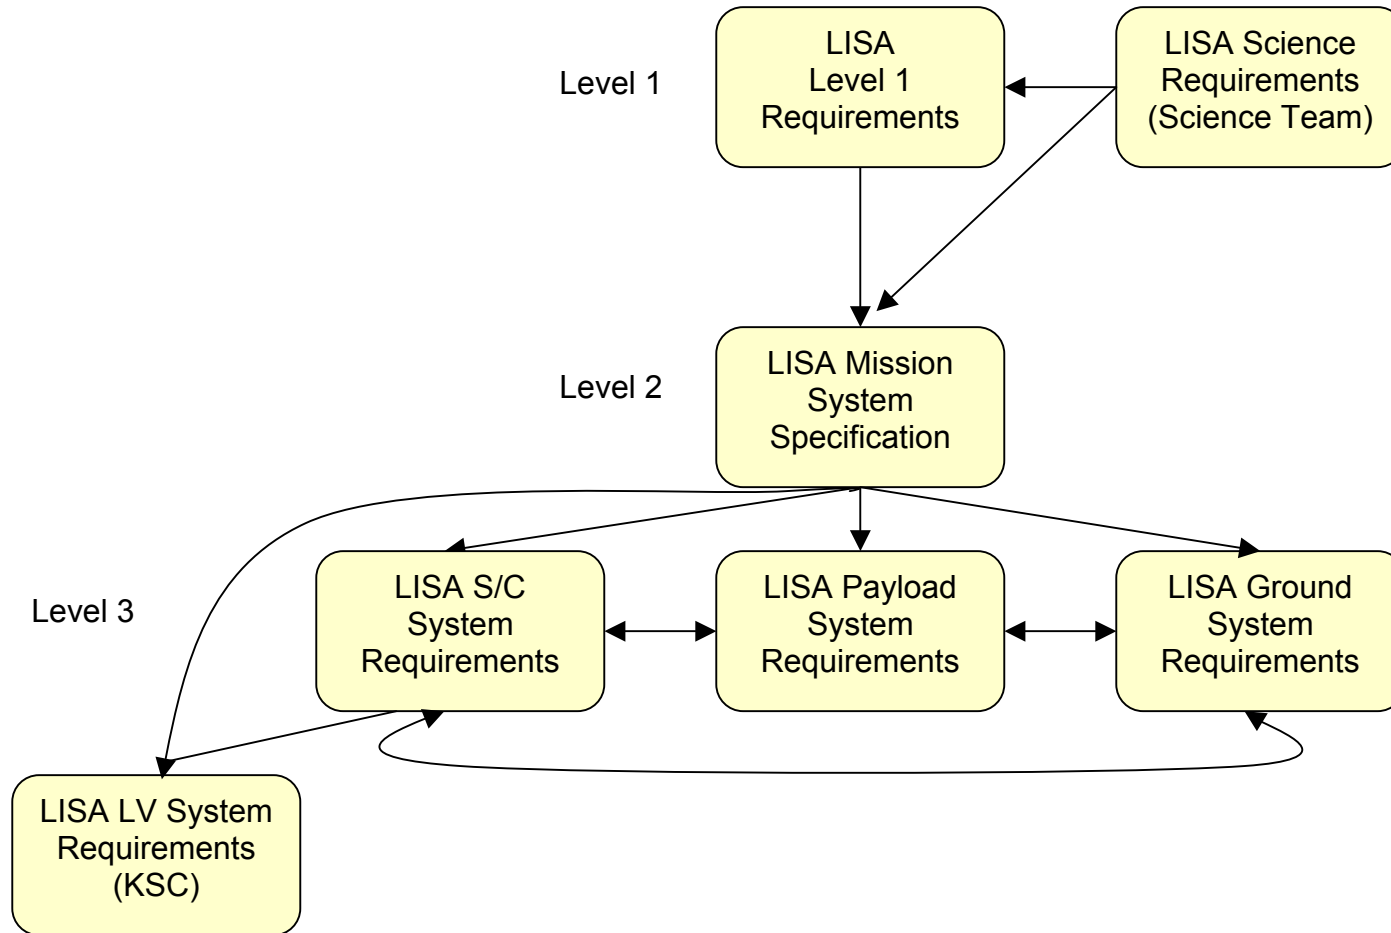 Level 1
LISA
Level 1
Requirements
LISA Science
Requirements
(Science Team)
Level 2
LISA Mission
System
Specification
Level 3
LISA S/C
System
Requirements
LISA Payload
System
Requirements
LISA Ground
System
Requirements
LISA LV System
Requirements
(KSC)